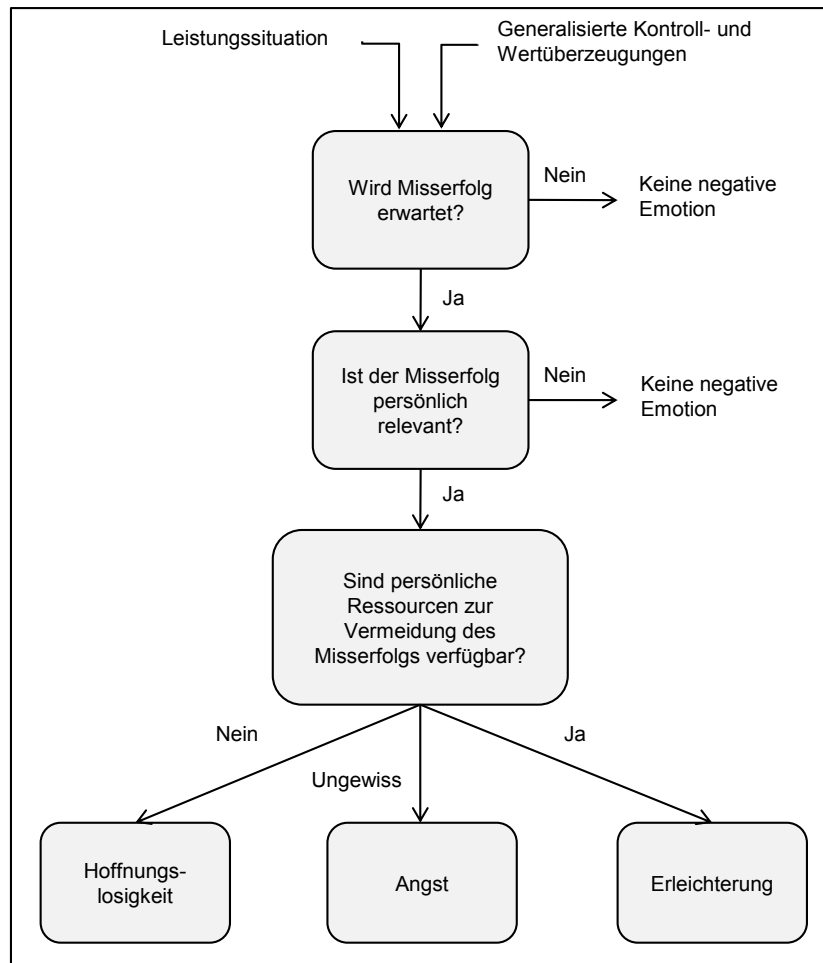 Leistungssituation
Generalisierte Kontroll- und
Wertüberzeugungen
Wird Misserfolg
erwartet?
Nein
Keine negative
Emotion
Ja
Ist der Misserfolg
persönlich
relevant?
Nein
Keine negative
Emotion
Ja
Sind persönliche
Ressourcen zur
Vermeidung des
Misserfolgs verfügbar?
Nein
Ungewiss
Ja
Hoffnungs-
losigkeit
Angst
Erleichterung